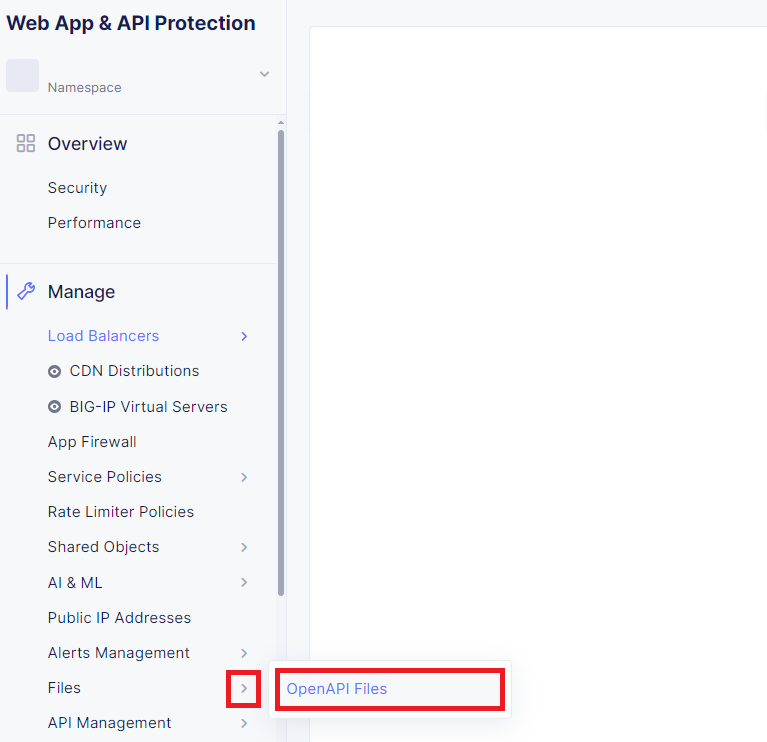 Web App & API Protection
Namespace
Overview
Security
Performance
Manage
Load Balancers
CDN Distributions
BIG-IP Virtual Servers
App Firewall
Service Policies
Rate Limiter Policies
Shared Objects
AI & ML
Public IP Addresses
Alerts Management
Files
OpenAPI Files
API Management